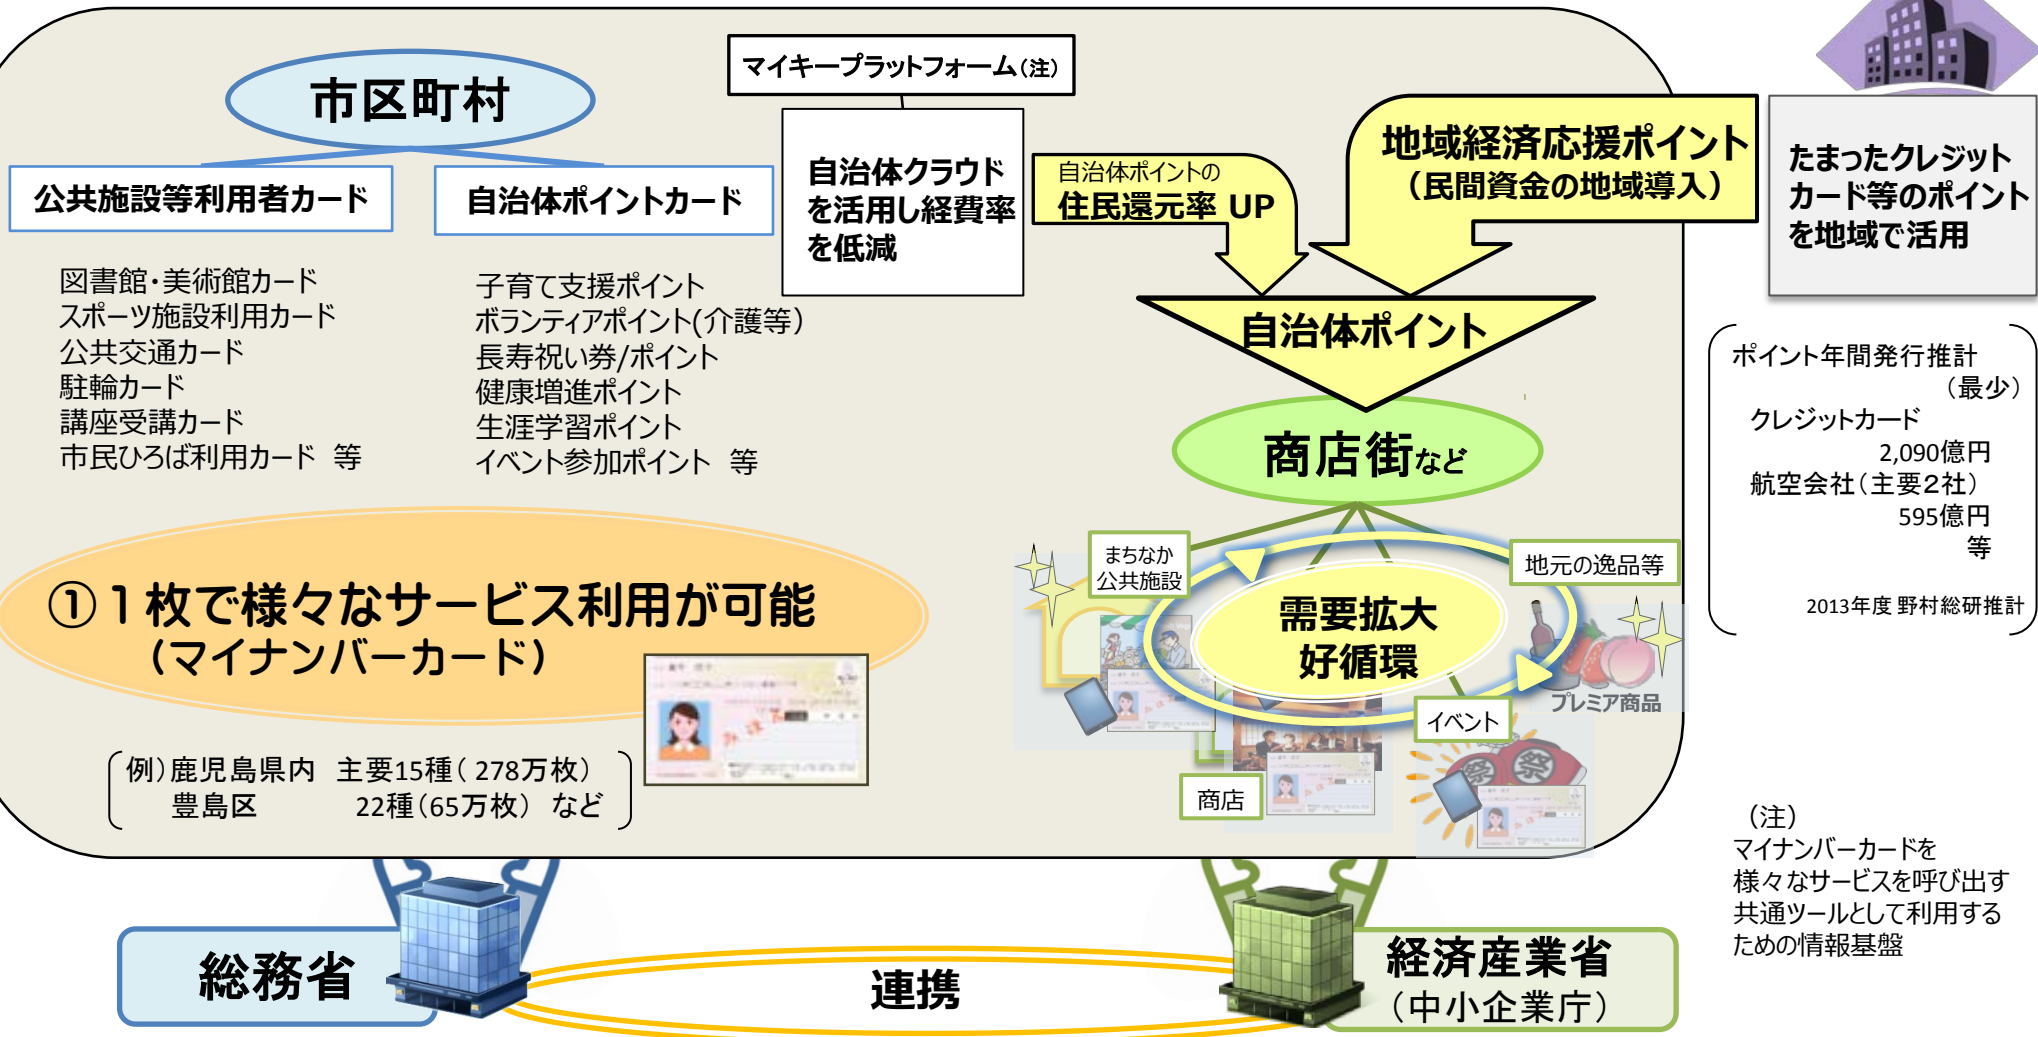 市区町村
公共施設等利用者カード
自治体ポイントカード
図書館・美術館カード
スポーツ施設利用カード
公共交通カード
駐輪カード
講座受講カード
市民ひろば利用カード 等
子育て支援ポイント
ボランティアポイント(介護等)
長寿祝い券/ポイント
健康増進ポイント
生涯学習ポイント
イベント参加ポイント 等
マイキープラットフォーム(注)
自治体クラウド
を活用し経費率
を低減
自治体ポイントの
住民還元率 UP
地域経済応援ポイント
(民間資金の地域導入)
たまったクレジット
カード等のポイント
を地域で活用
自治体ポイント
商店街など
ポイント年間発行推計
(最少)
クレジットカード
2,090億円
航空会社(主要2社)
595億円
等
2013年度 野村総研推計
①1枚で様々なサービス利用が可能
(マイナンバーカード)
例)鹿児島県内 主要15種( 278万枚)
豊島区 22種(65万枚) など
まちなか
公共施設
地元の逸品等
需要拡大
好循環
プレミア商品
イベント
祭
祭
商店
(注)
マイナンバーカードを
様々なサービスを呼び出す
共通ツールとして利用する
ための情報基盤
総務省
連携
経済産業省
(中小企業庁)